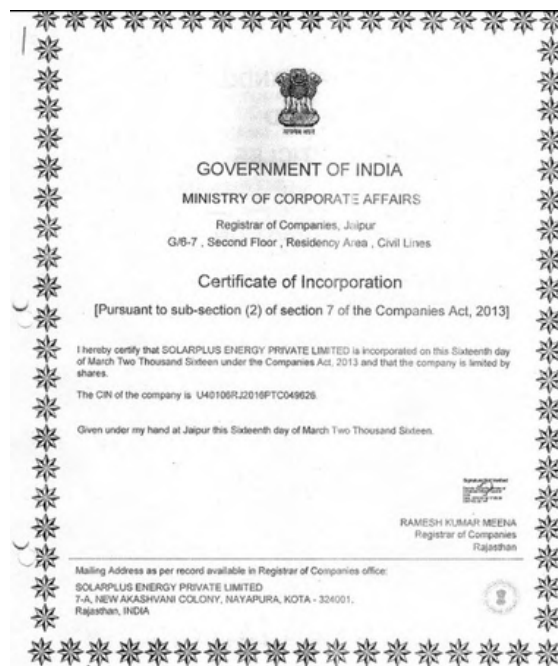 GOVERNMENT OF INDIA
MINISTRY OF CORPORATE AFFAIRS
Registrar of Companies, Jaipur
G/6-7 , Second Floor , Residency Area , Civil Lines
Certificate of Incorporation
[Pursuant to sub-section (2) of section 7 of the Companies Act, 2013]
I hereby certify that SOLARPLUS ENERGY PRIVATE LIMITED is incorporated on this Sixteenth day
of March Two Thousand Sixteen under the Companies Act, 2013 and that the company is limited by
shares.
The CIN of the company is U40106RJ2016PTC049626.
Given under my hand at Jaipur this Sixteenth day of March Two Thousand Sixteen.
RAMESH KUMAR MEENA
Registrar of Companies
Rajasthan
Mailing Address as per record available in Registrar of Companies office:
SOLARPLUS ENERGY PRIVATE LIMITED
7-A, NEW AKASHVANI COLONY, NAYAPURA, KOTA - 324001,
Rajasthan, INDIA